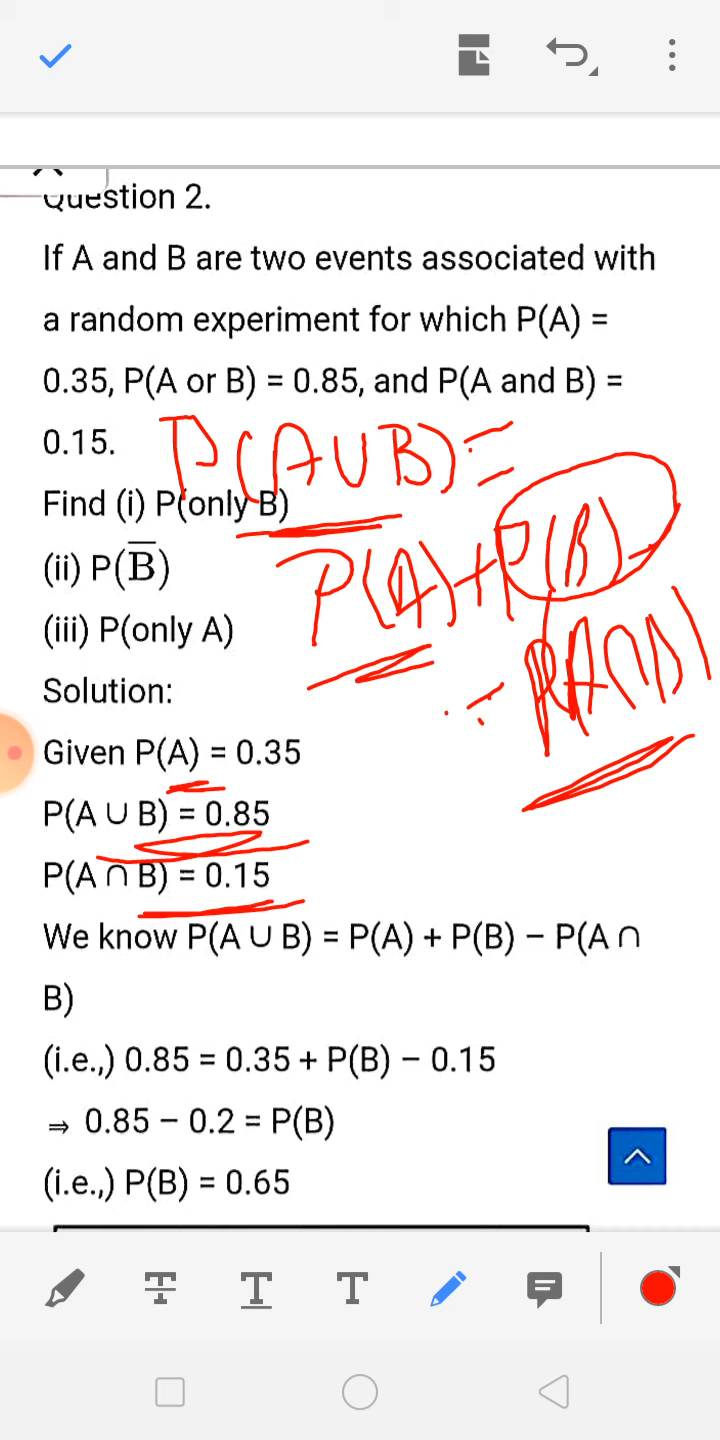 Question 2.
If A and B are two events associated with
a random experiment for which P(A) =
0.35, P(A or B) = 0.85, and P(A and B) =
0.15.
P(A∪B)=
Find (i) P(only B)
P(A)+P(B)-
(ii) P(B̅)
(iii) P(only A)
P(A∩B)
Solution:
Given P(A) = 0.35
P(A ∪ B) = 0.85
P(A ∩ B) = 0.15
We know P(A ∪ B) = P(A) + P(B) − P(A ∩
B)
(i.e.,) 0.85 = 0.35 + P(B) − 0.15
⇒ 0.85 − 0.2 = P(B)
(i.e.,) P(B) = 0.65
T T T